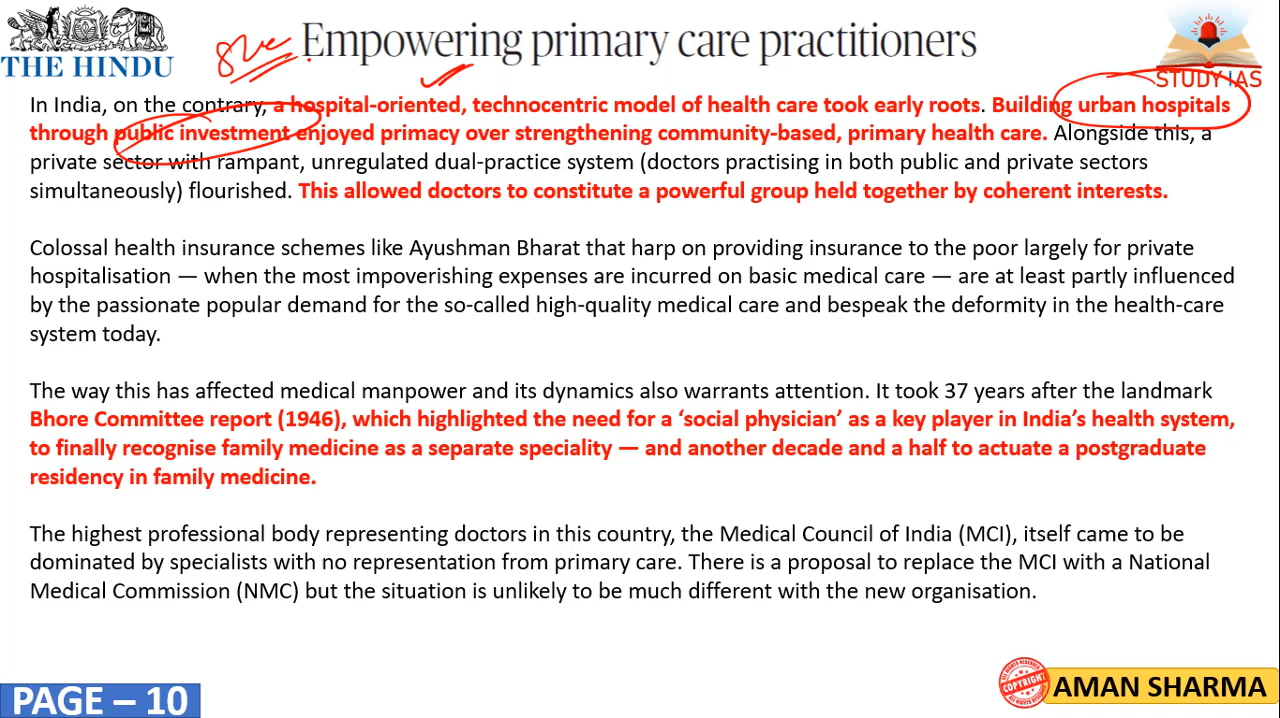 THE HINDU
Empowering primary care practitioners
STUDY IAS
In India, on the contrary, a hospital-oriented, technocentric model of health care took early roots. Building urban hospitals
through public investment enjoyed primacy over strengthening community-based, primary health care. Alongside this, a
private sector with rampant, unregulated dual-practice system (doctors practising in both public and private sectors
simultaneously) flourished. This allowed doctors to constitute a powerful group held together by coherent interests.
Colossal health insurance schemes like Ayushman Bharat that harp on providing insurance to the poor largely for private
hospitalisation — when the most impoverishing expenses are incurred on basic medical care — are at least partly influenced
by the passionate popular demand for the so-called high-quality medical care and bespeak the deformity in the health-care
system today.
The way this has affected medical manpower and its dynamics also warrants attention. It took 37 years after the landmark
Bhore Committee report (1946), which highlighted the need for a ‘social physician’ as a key player in India’s health system,
to finally recognise family medicine as a separate speciality — and another decade and a half to actuate a postgraduate
residency in family medicine.
The highest professional body representing doctors in this country, the Medical Council of India (MCI), itself came to be
dominated by specialists with no representation from primary care. There is a proposal to replace the MCI with a National
Medical Commission (NMC) but the situation is unlikely to be much different with the new organisation.
PAGE – 10
COPYRIGHT
AMAN SHARMA